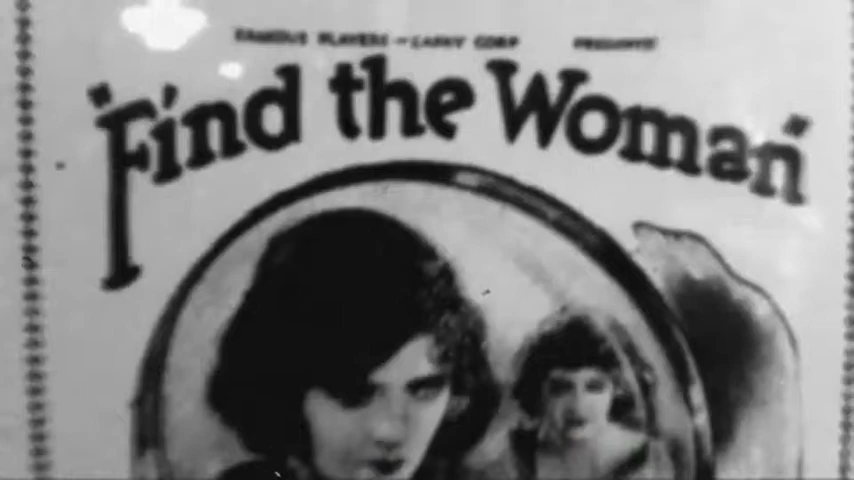 FAMOUS PLAYERS - LASKY CORP PRESENTS
"Find the Woman"